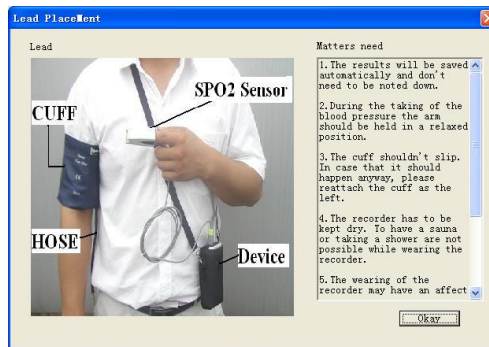 Lead PlaceMent
Lead
SPO2 Sensor
CUFF
HOSE
Device
Matters need
1.The results will be saved
automatically and don't
need to be noted down.
2.During the taking of the
blood pressure the arm
should be held in a relaxed
position.
3.The cuff shouldn't slip.
In case that it should
happen anyway, please
reattach the cuff as the
left.
4.The recorder has to be
kept dry. To have a sauna
or taking a shower are not
possible while wearing the
recorder.
5.The wearing of the
recorder may have an affect
Okay